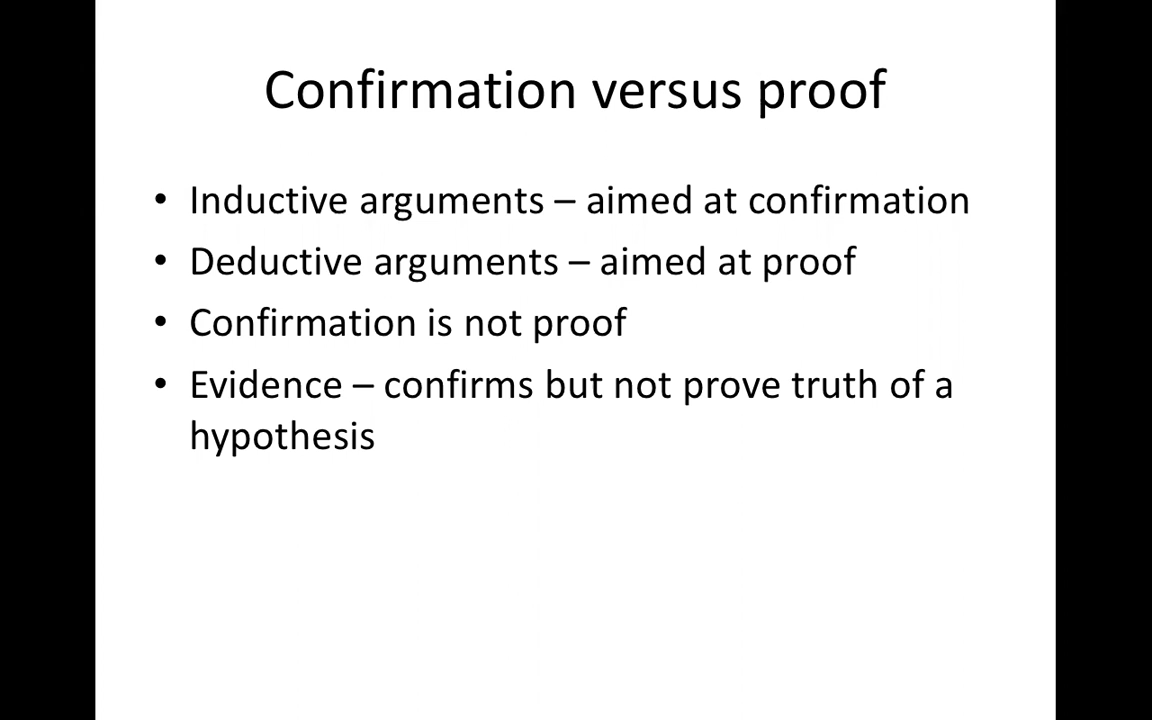 Confirmation versus proof
• Inductive arguments – aimed at confirmation
• Deductive arguments – aimed at proof
• Confirmation is not proof
• Evidence – confirms but not prove truth of a
hypothesis